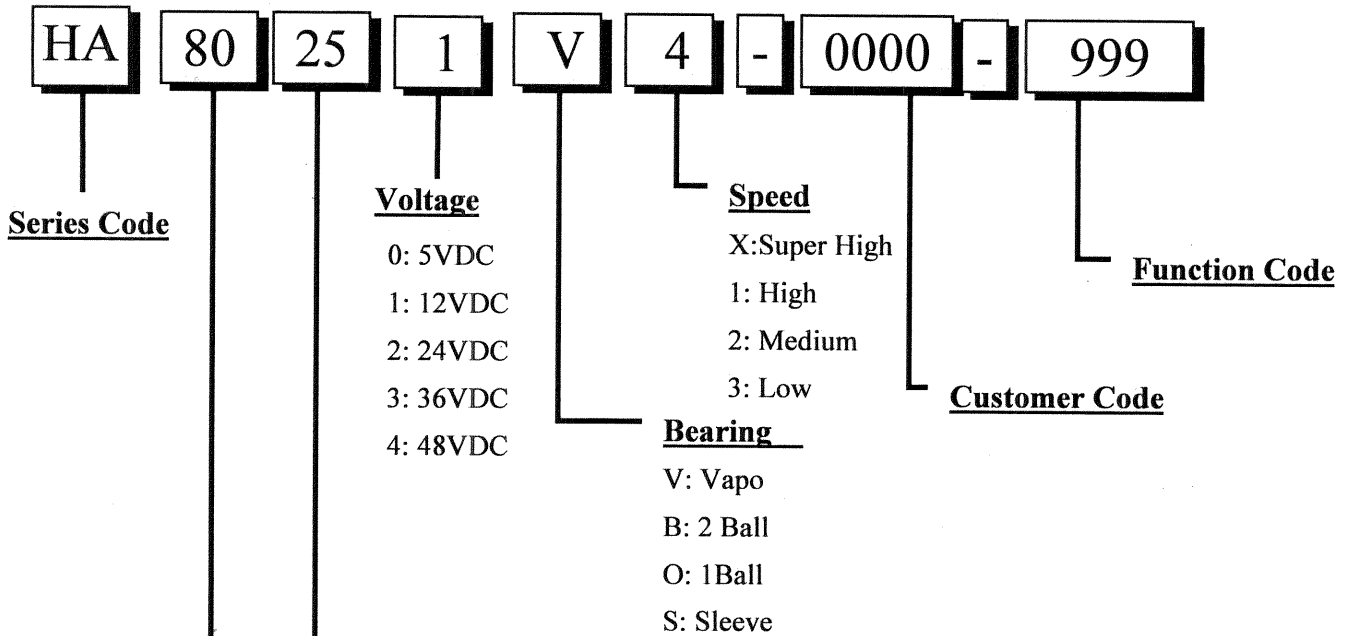 HA 80 25 1 V 4 - 0000 - 999
Series Code
Voltage
0: 5VDC
1: 12VDC
2: 24VDC
3: 36VDC
4: 48VDC
Speed
X:Super High
1: High
2: Medium
3: Low
Bearing
V: Vapo
B: 2 Ball
O: 1Ball
S: Sleeve
Customer Code
Function Code